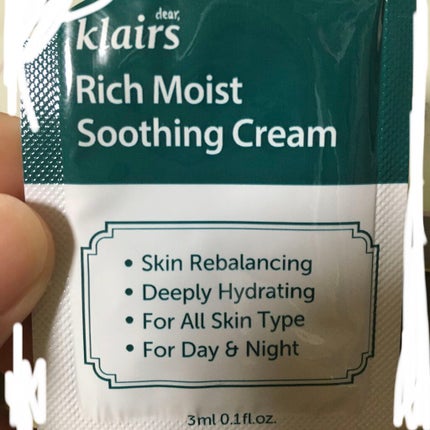 dear,
klairs
Rich Moist
Soothing Cream
• Skin Rebalancing
• Deeply Hydrating
• For All Skin Type
• For Day & Night
3ml 0.1fl.oz.